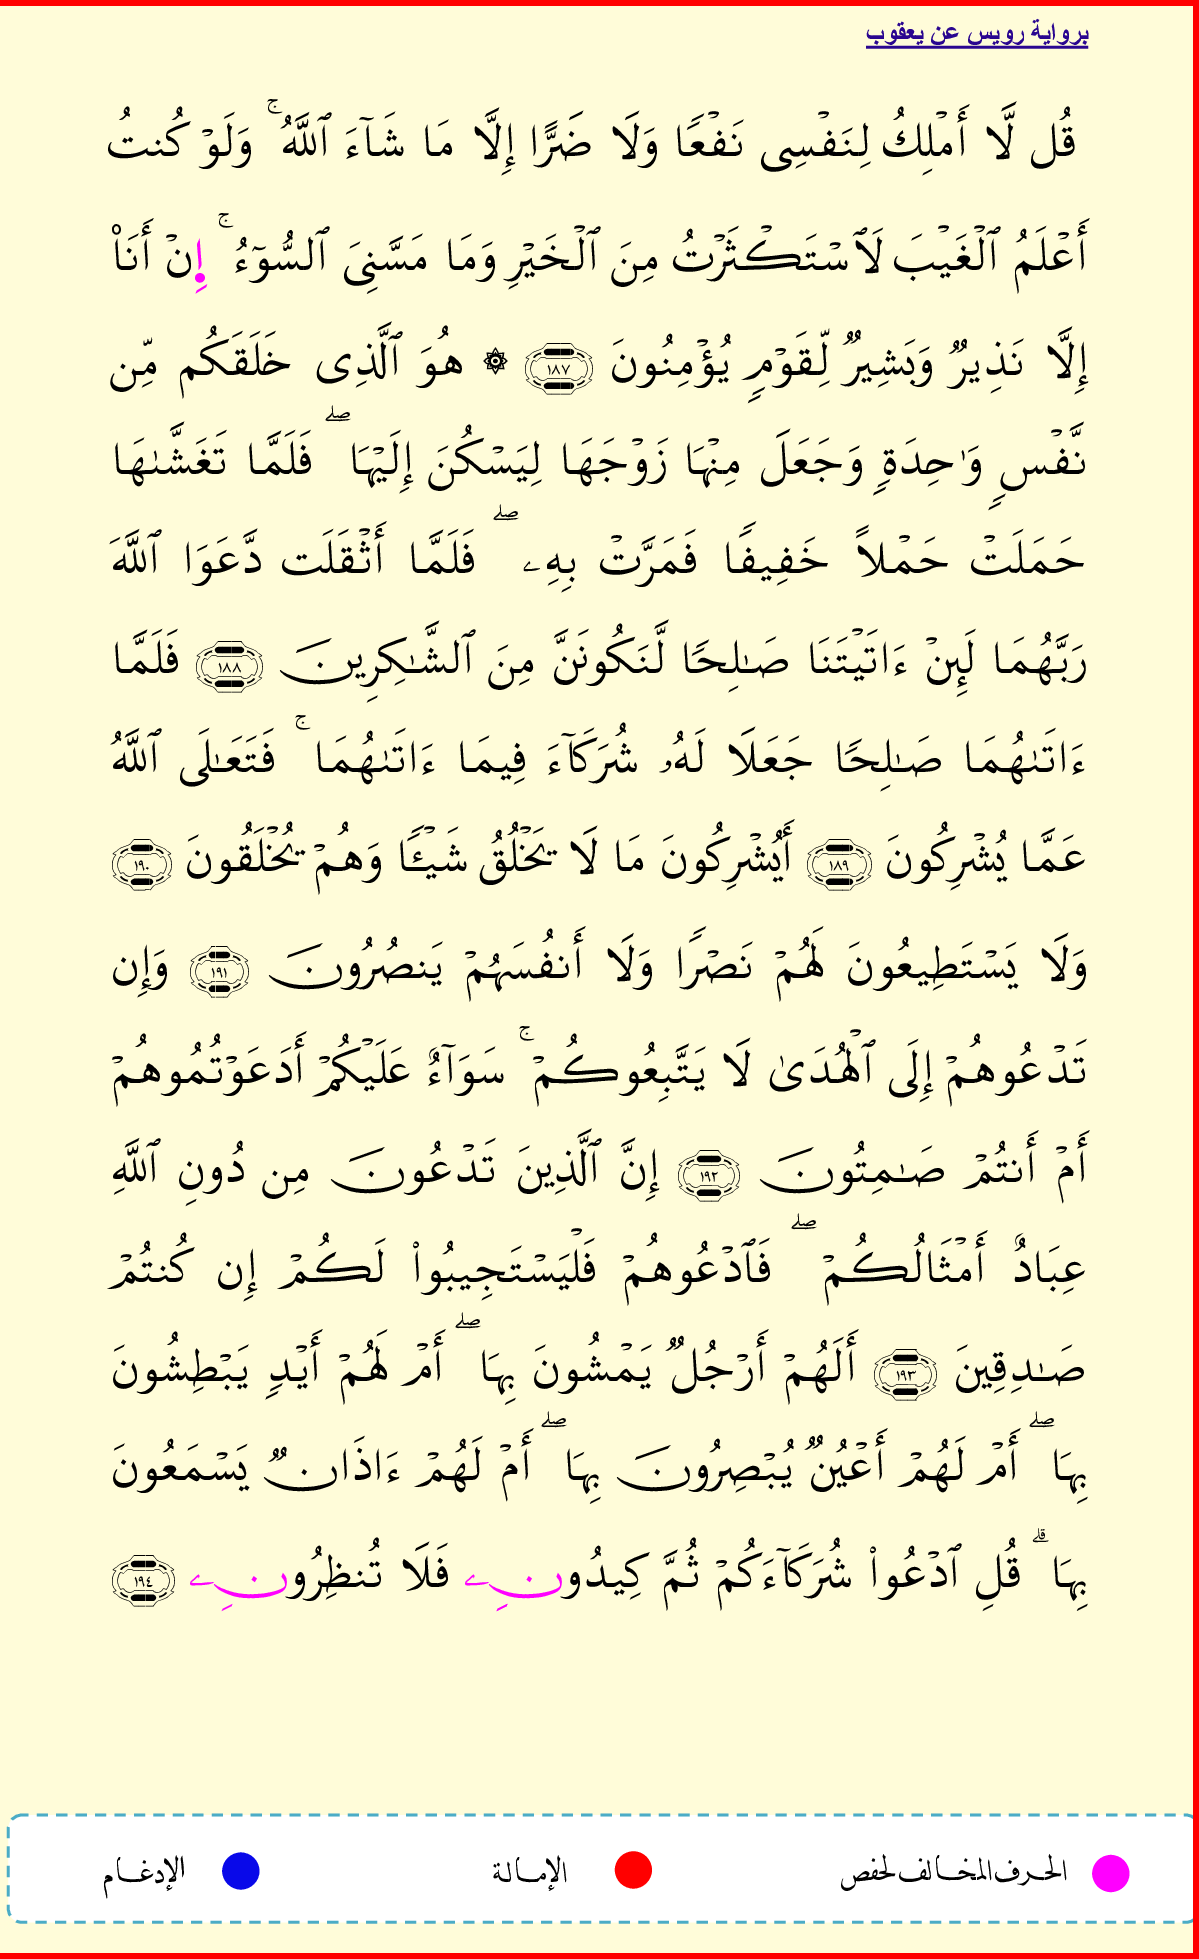 برواية رويس عن يعقوب
قُل لَّا أَمۡلِكُ لِنَفۡسِى نَفۡعًا وَلَا ضَرًّا إِلَّا مَا شَآءَ ٱللَّهُۚ وَلَوۡ كُنتُ
أَعۡلَمُ ٱلۡغَيۡبَ لَٱسۡتَكۡثَرۡتُ مِنَ ٱلۡخَيۡرِ وَمَا مَسَّنِىَ ٱلسُّوٓءُۚ إِنۡ أَنَا۠
إِلَّا نَذِيرٌ وَبَشِيرٌ لِّقَوۡمٍ يُؤۡمِنُونَ ١٨٧ ۞ هُوَ ٱلَّذِى خَلَقَكُم مِّن
نَّفۡسٍ وَٰحِدَةٍ وَجَعَلَ مِنۡهَا زَوۡجَهَا لِيَسۡكُنَ إِلَيۡهَاۖ فَلَمَّا تَغَشَّىٰهَا
حَمَلَتۡ حَمۡلاً خَفِيفًا فَمَرَّتۡ بِهِۦۖ فَلَمَّا أَثۡقَلَت دَّعَوَا ٱللَّهَ
رَبَّهُمَا لَئِنۡ ءَاتَيۡتَنَا صَٰلِحًا لَّنَكُونَنَّ مِنَ ٱلشَّٰكِرِينَ ١٨٨ فَلَمَّا
ءَاتَىٰهُمَا صَٰلِحًا جَعَلَا لَهُۥ شُرَكَآءَ فِيمَا ءَاتَىٰهُمَاۚ فَتَعَٰلَى ٱللَّهُ
عَمَّا يُشۡرِكُونَ ١٨٩ أَيُشۡرِكُونَ مَا لَا يَخۡلُقُ شَيۡـًٔا وَهُمۡ يُخۡلَقُونَ ١٩٠
وَلَا يَسۡتَطِيعُونَ لَهُمۡ نَصۡرًا وَلَا أَنفُسَهُمۡ يَنصُرُونَ ١٩١ وَإِن
تَدۡعُوهُمۡ إِلَى ٱلۡهُدَىٰ لَا يَتَّبِعُوكُمۡۚ سَوَآءٌ عَلَيۡكُمۡ أَدَعَوۡتُمُوهُمۡ
أَمۡ أَنتُمۡ صَٰمِتُونَ ١٩٢ إِنَّ ٱلَّذِينَ تَدۡعُونَ مِن دُونِ ٱللَّهِ
عِبَادٌ أَمۡثَالُكُمۡۖ فَٱدۡعُوهُمۡ فَلۡيَسۡتَجِيبُواْ لَكُمۡ إِن كُنتُمۡ
صَٰدِقِينَ ١٩٣ أَلَهُمۡ أَرۡجُلٌ يَمۡشُونَ بِهَاۖ أَمۡ لَهُمۡ أَيۡدٍ يَبۡطِشُونَ
بِهَاۖ أَمۡ لَهُمۡ أَعۡيُنٌ يُبۡصِرُونَ بِهَاۖ أَمۡ لَهُمۡ ءَاذَانٌ يَسۡمَعُونَ
بِهَاۗ قُلِ ٱدۡعُواْ شُرَكَآءَكُمۡ ثُمَّ كِيدُونِے فَلَا تُنظِرُونِے ١٩٤
الحرف المخالف لحفص الإمالة الإدغام